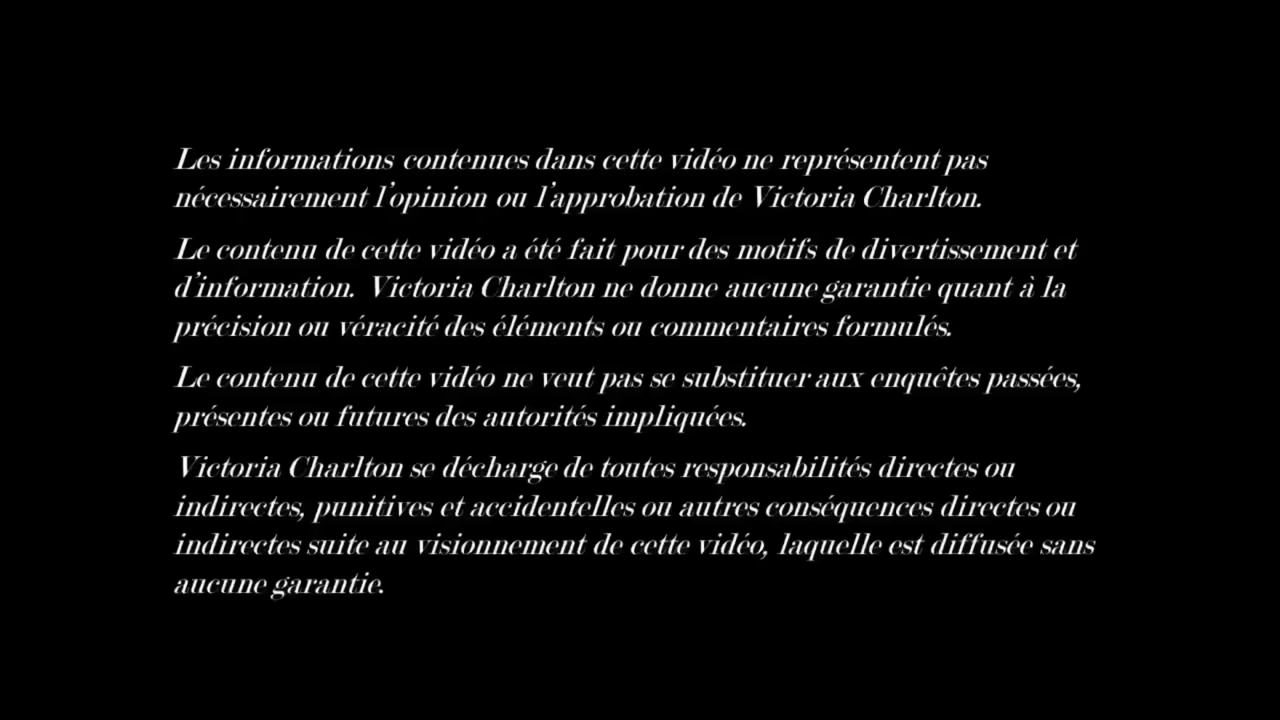 Les informations contenues dans cette vidéo ne représentent pas
nécessairement l'opinion ou l'approbation de Victoria Charlton.
Le contenu de cette vidéo a été fait pour des motifs de divertissement et
d'information. Victoria Charlton ne donne aucune garantie quant à la
précision ou véracité des éléments ou commentaires formulés.
Le contenu de cette vidéo ne veut pas se substituer aux enquêtes passées,
présentes ou futures des autorités impliquées.
Victoria Charlton se décharge de toutes responsabilités directes ou
indirectes, punitives et accidentelles ou autres conséquences directes ou
indirectes suite au visionnement de cette vidéo, laquelle est diffusée sans
aucune garantie.